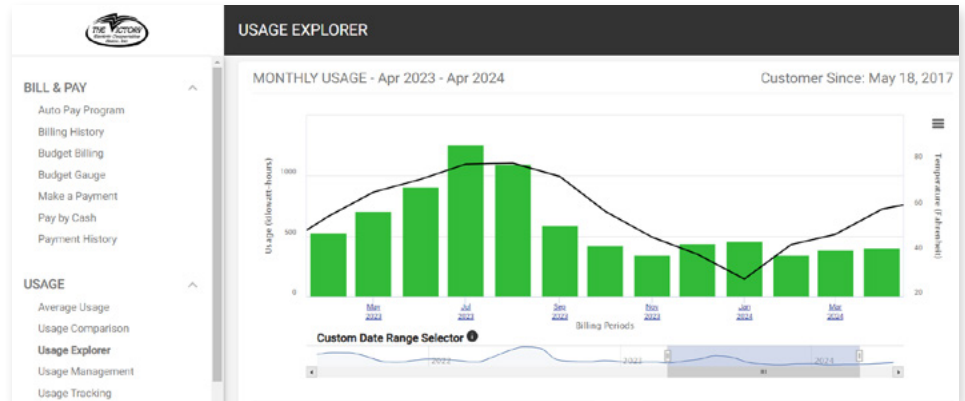 THE VICTORY
USAGE EXPLORER
BILL & PAY
Auto Pay Program
Billing History
Budget Billing
Budget Gauge
Make a Payment
Pay by Cash
Payment History
USAGE
Average Usage
Usage Comparison
Usage Explorer
Usage Management
Usage Tracking
MONTHLY USAGE - Apr 2023 - Apr 2024
Customer Since: May 18, 2017
Usage (kilowatt-hours)
1000
500
0
80
60
40
20
Temperature (Fahrenheit)
May 2023
Jul 2023
Sep 2023
Nov 2023
Jan 2024
Mar 2024
Billing Periods
Custom Date Range Selector
2022
2023
2024